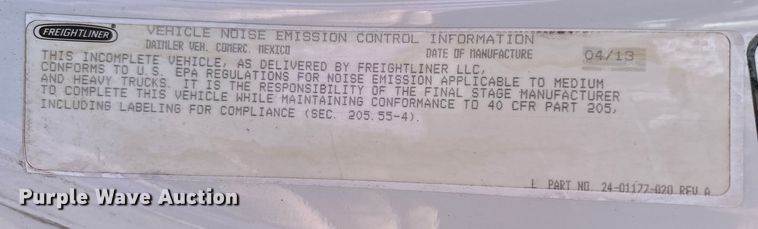 FREIGHTLINER
VEHICLE NOISE EMISSION CONTROL INFORMATION
DAIMLER VEH. COMERC. MEXICO DATE OF MANUFACTURE 04/13
THIS INCOMPLETE VEHICLE, AS DELIVERED BY FREIGHTLINER LLC,
CONFORMS TO U.S. EPA REGULATIONS FOR NOISE EMISSION APPLICABLE TO MEDIUM
AND HEAVY TRUCKS. IT IS THE RESPONSIBILITY OF THE FINAL STAGE MANUFACTURER
TO COMPLETE THIS VEHICLE WHILE MAINTAINING CONFORMANCE TO 40 CFR PART 205,
INCLUDING LABELING FOR COMPLIANCE (SEC. 205.55-4).
L PART NO. 24-01177-020 REV A
Purple Wave Auction